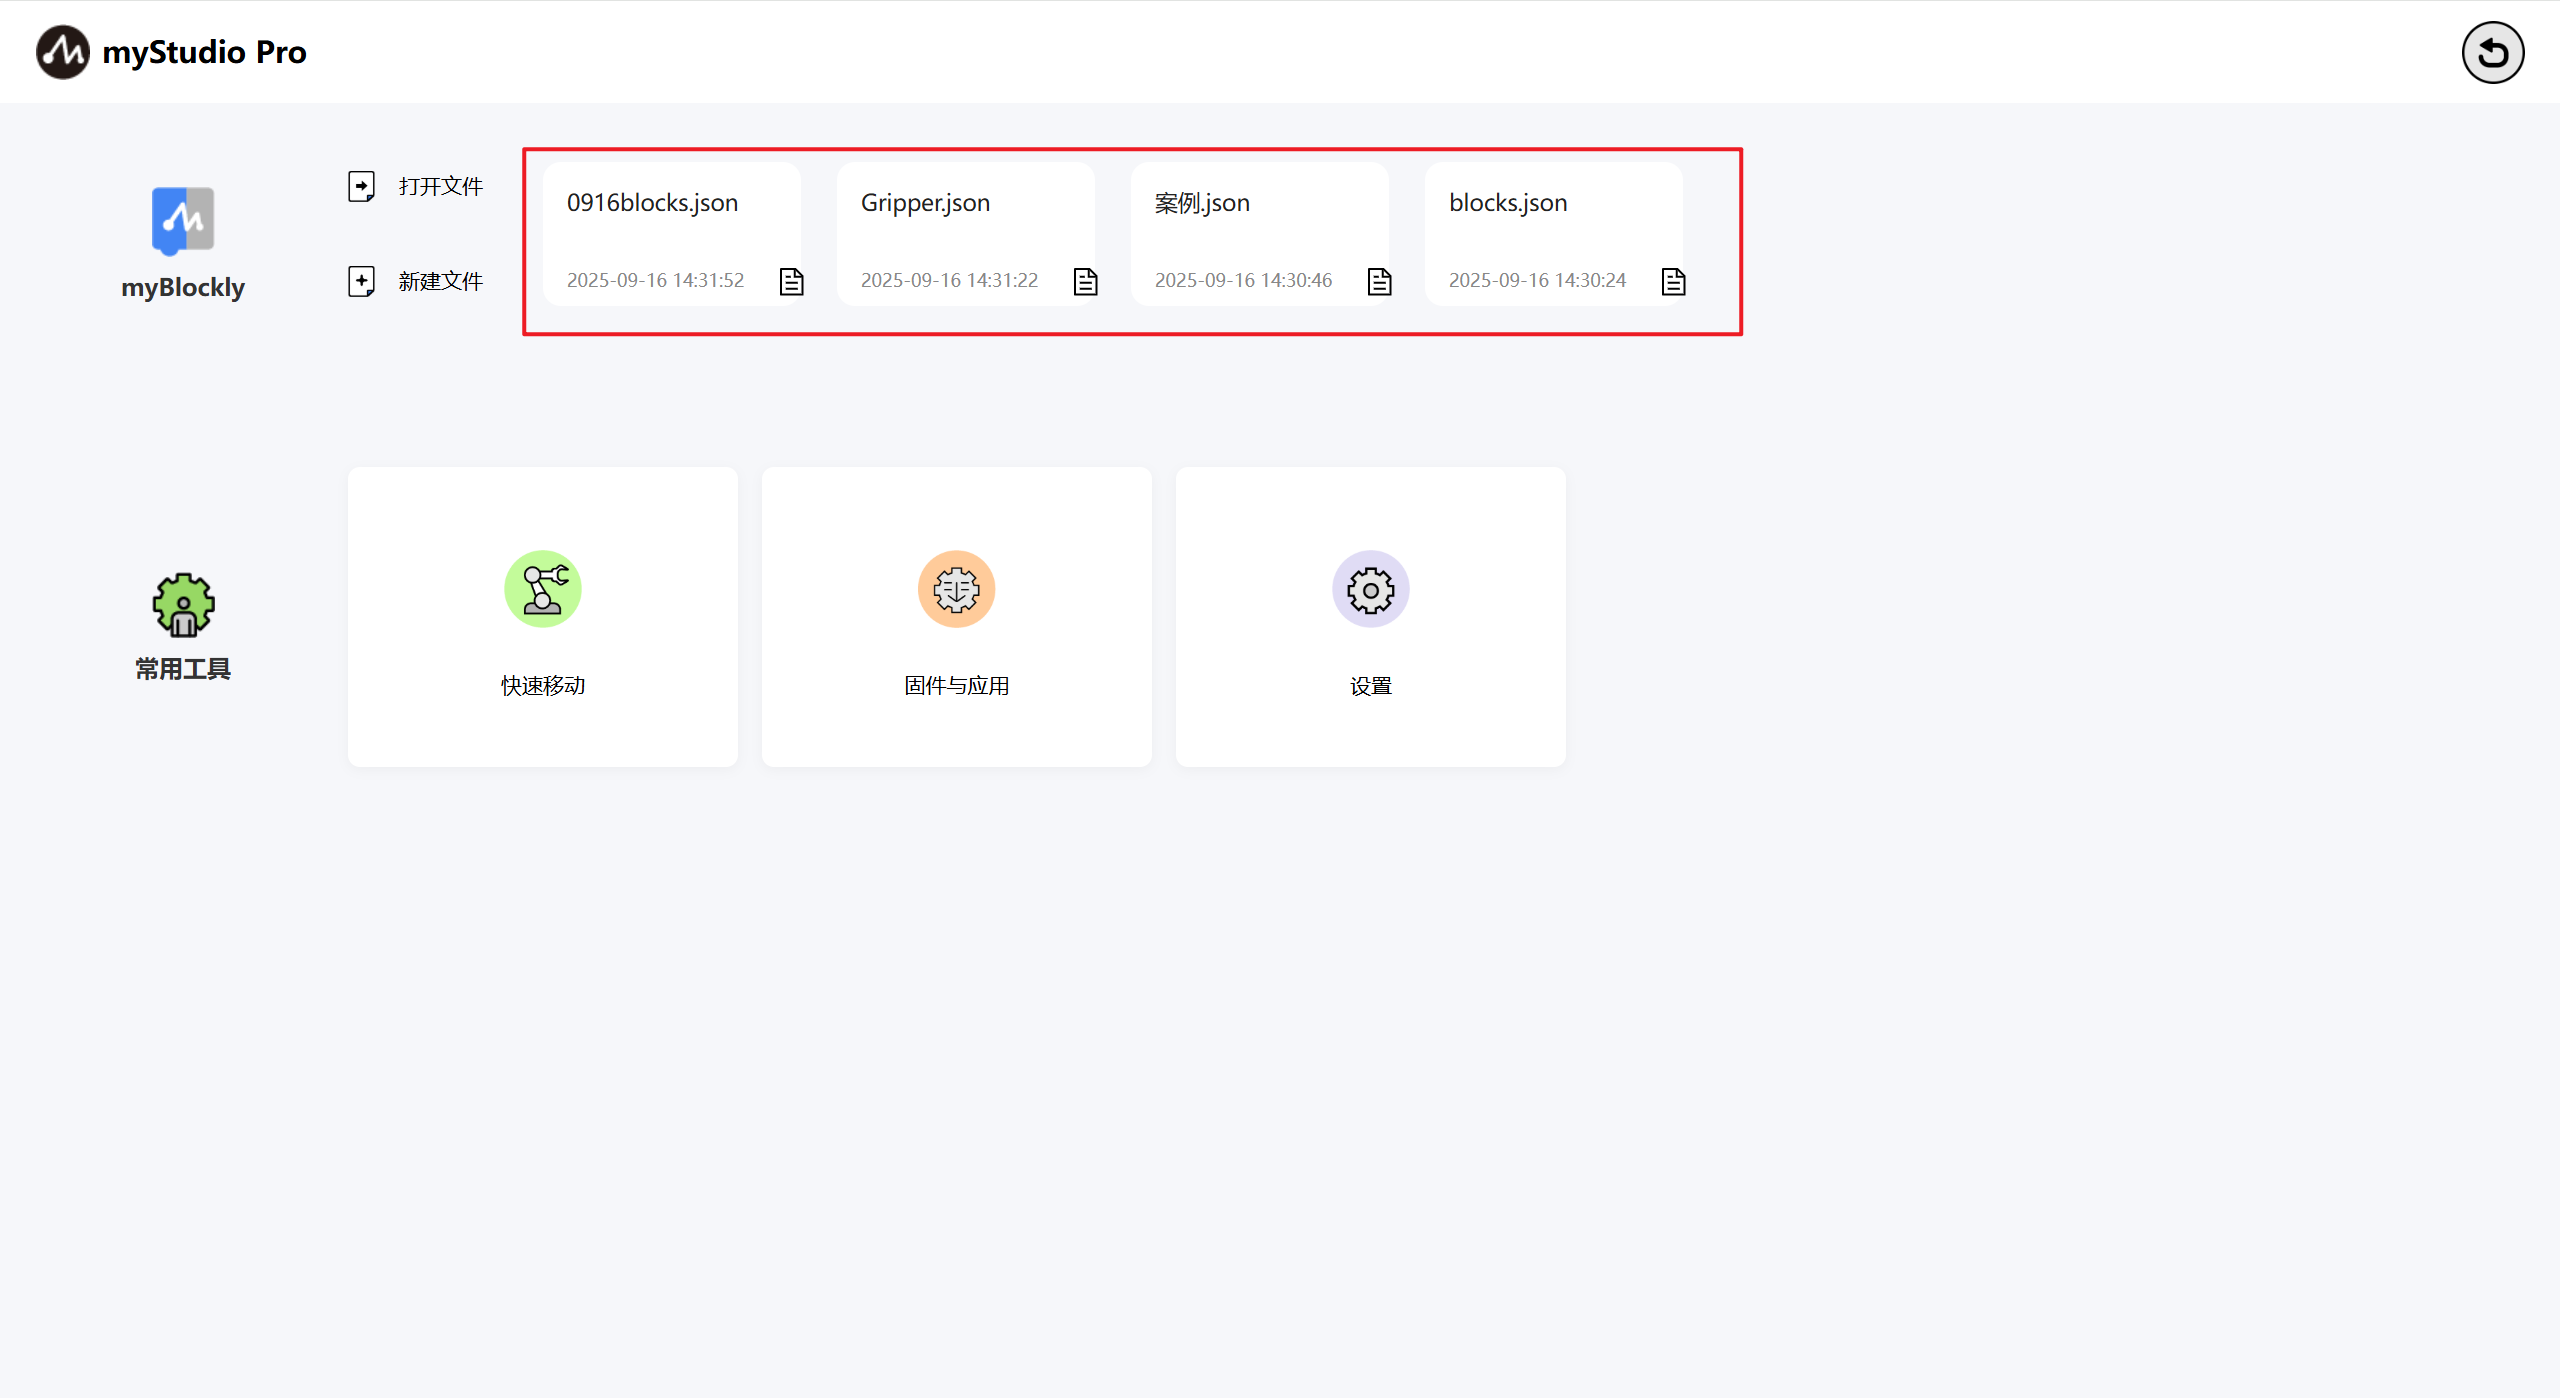 myStudio Pro
myBlockly
打开文件
新建文件
0916blocks.json
2025-09-16 14:31:52
Gripper.json
2025-09-16 14:31:22
案例.json
2025-09-16 14:30:46
blocks.json
2025-09-16 14:30:24
常用工具
快速移动
固件与应用
设置